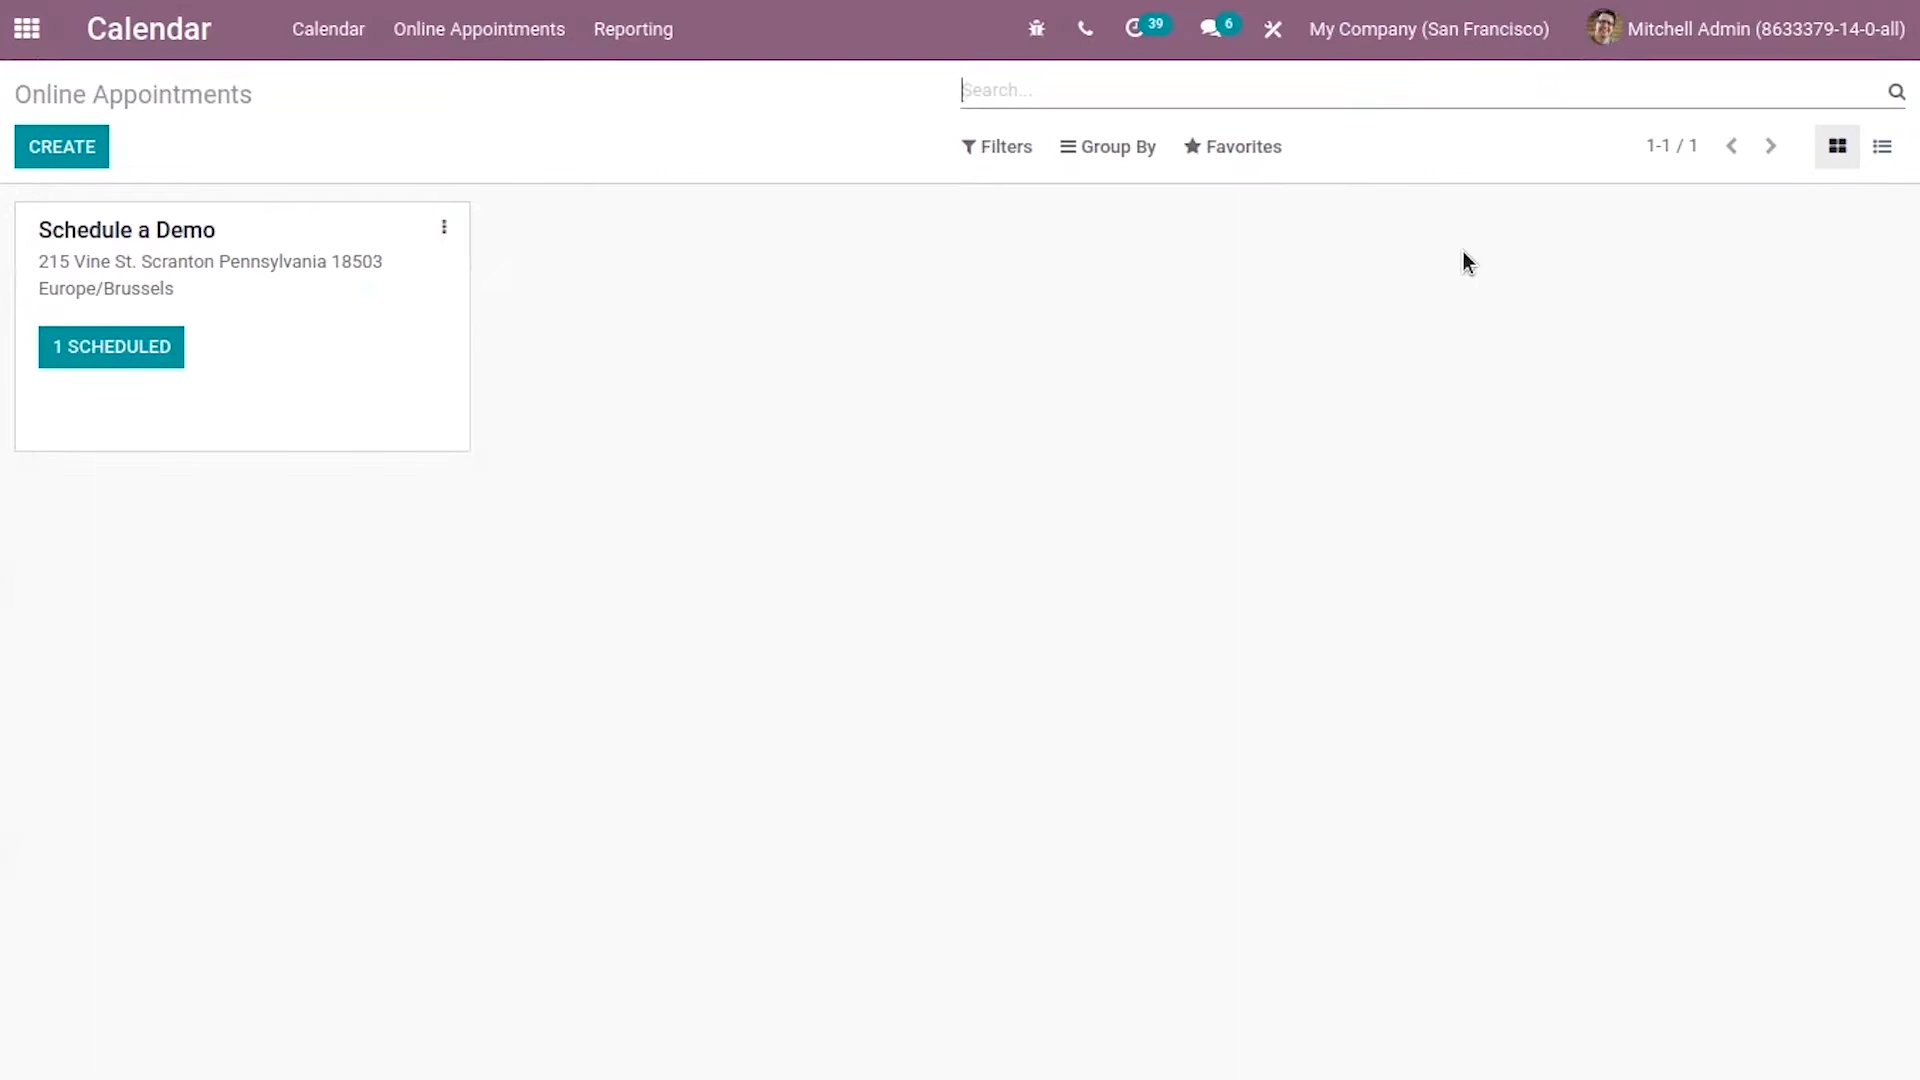 Calendar
Calendar Online Appointments Reporting
39
6
My Company (San Francisco)
Mitchell Admin (8633379-14-0-all)
Online Appointments
Search...
CREATE
Filters
Group By
Favorites
1-1 / 1
Schedule a Demo
215 Vine St. Scranton Pennsylvania 18503
Europe/Brussels
1 SCHEDULED